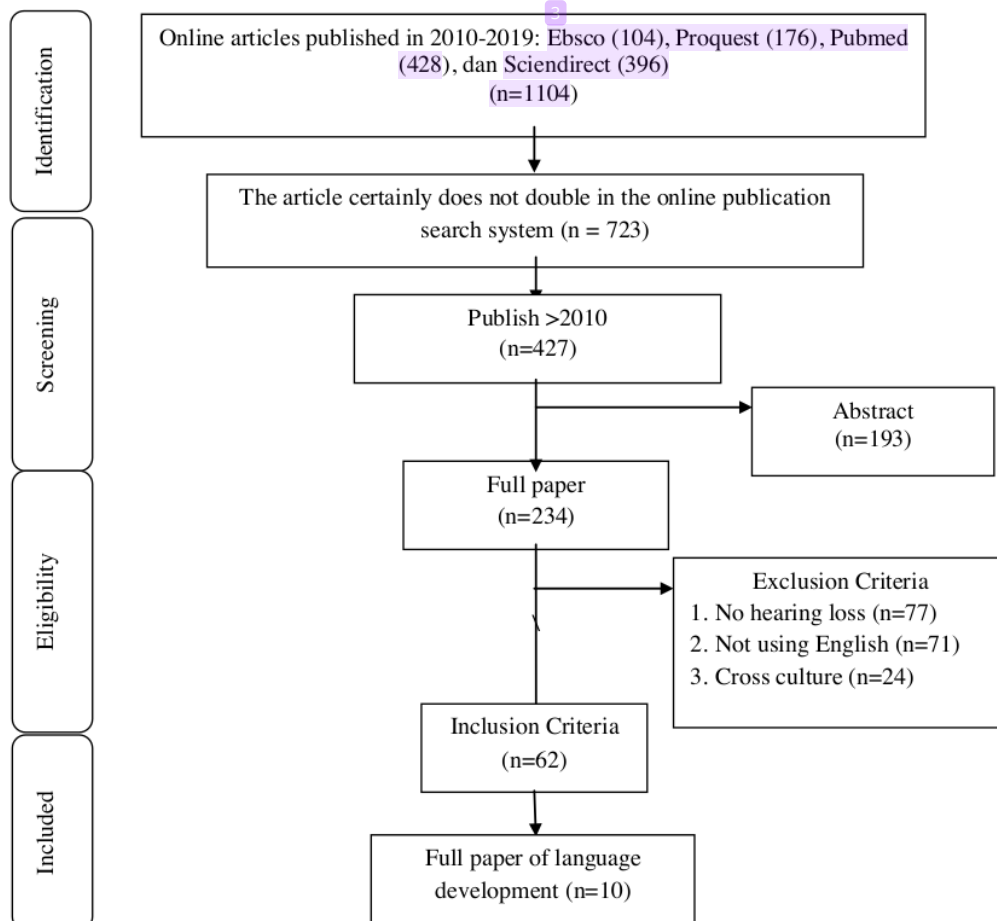 3
Online articles published in 2010-2019: Ebsco (104), Proquest (176), Pubmed
(428), dan Sciendirect (396)
(n=1104)
Identification
The article certainly does not double in the online publication
search system (n = 723)
Screening
Publish >2010
(n=427)
Abstract
(n=193)
Full paper
(n=234)
Eligibility
Exclusion Criteria
1. No hearing loss (n=77)
2. Not using English (n=71)
3. Cross culture (n=24)
Inclusion Criteria
(n=62)
Included
Full paper of language
development (n=10)